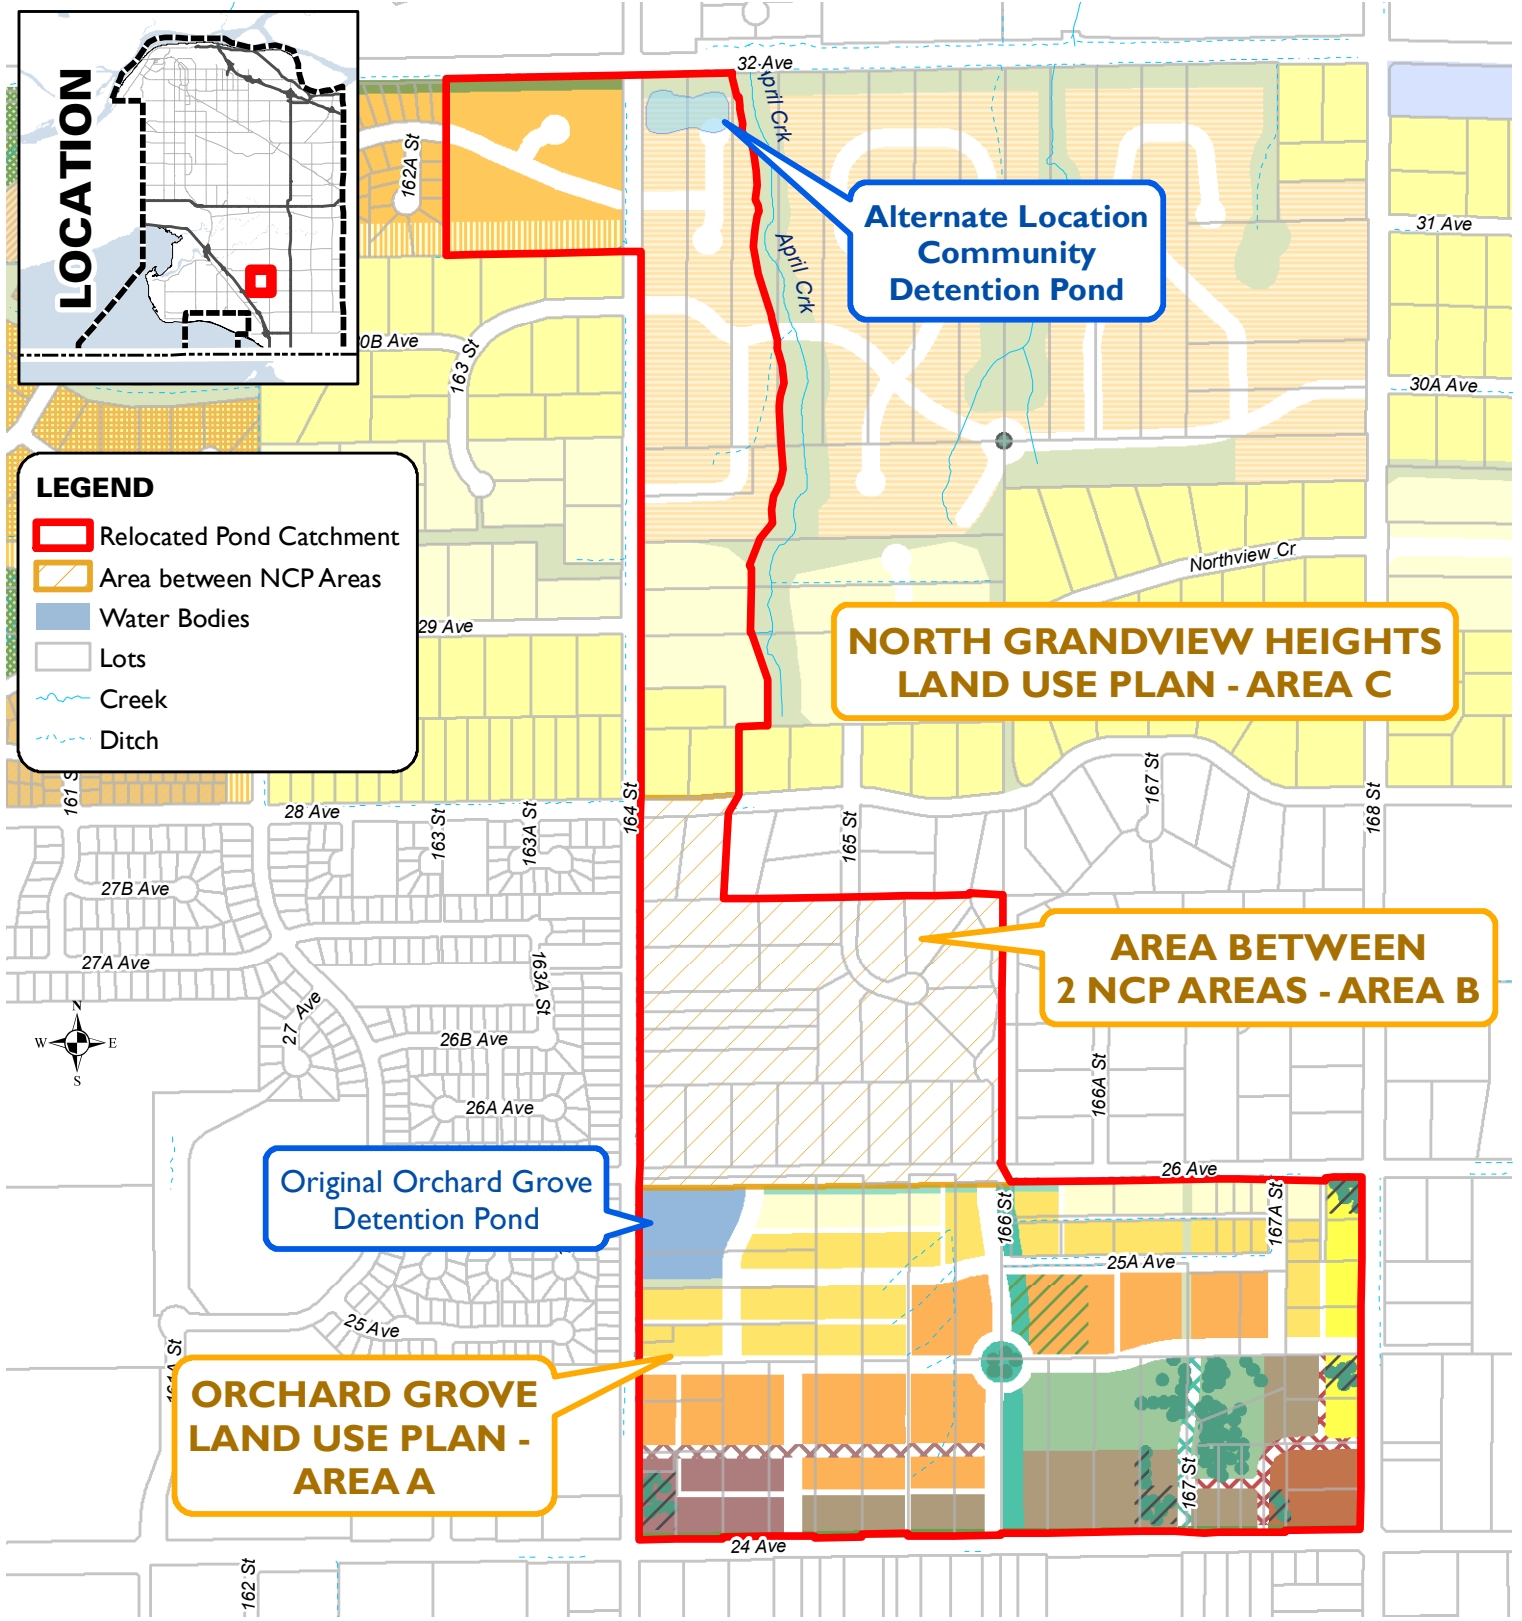 LOCATION
32 Ave
April Crk
162A St
Alternate Location
Community
Detention Pond
31 Ave
April Crk
0B Ave
163 St
30A Ave
LEGEND
Relocated Pond Catchment
Area between NCP Areas
Water Bodies
Lots
Creek
Ditch
Northview Cr
29 Ave
NORTH GRANDVIEW HEIGHTS
LAND USE PLAN - AREA C
161 S
28 Ave
163 St
163A St
164 St
165 St
167 St
168 St
27B Ave
27A Ave
163A St
AREA BETWEEN
2 NCP AREAS - AREA B
27 Ave
N
W
E
S
26B Ave
26A Ave
166A St
26 Ave
Original Orchard Grove
Detention Pond
166 St
167A St
25A Ave
25 Ave
161A St
ORCHARD GROVE
LAND USE PLAN -
AREA A
167 St
24 Ave
162 St